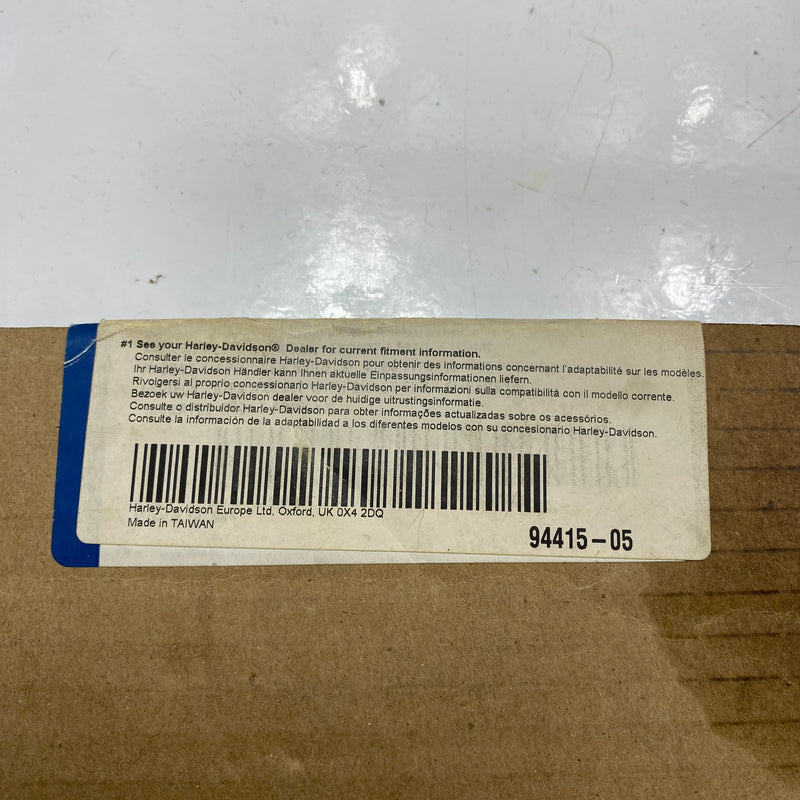 #1 See your Harley-Davidson® Dealer for current fitment information.
Consulter le concessionnaire Harley-Davidson pour obtenir des informations concernant l'adaptabilité sur les modèles.
Ihr Harley-Davidson Händler kann Ihnen aktuelle Einpassungsinformationen liefern.
Rivolgersi al proprio concessionario Harley-Davidson per informazioni sulla compatibilità con il modello corrente.
Bezoek uw Harley-Davidson dealer voor de huidige uitrustingsinformatie.
Consulte o distribuidor Harley-Davidson para obter informações actualizadas sobre os acessórios.
Consulte la información de la adaptabilidad a los diferentes modelos con su concesionario Harley-Davidson.
Harley-Davidson Europe Ltd, Oxford, UK 0X4 2DQ
Made in TAIWAN
94415-05